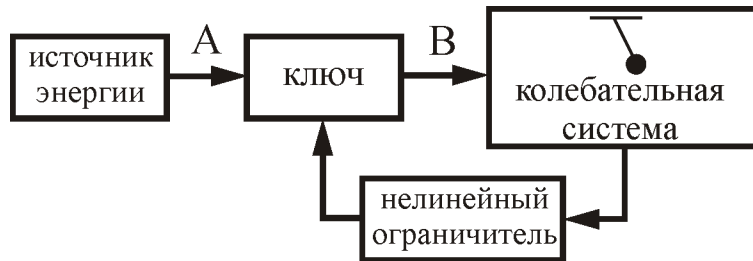 А
В
источник
энергии
ключ
колебательная
система
нелинейный
ограничитель